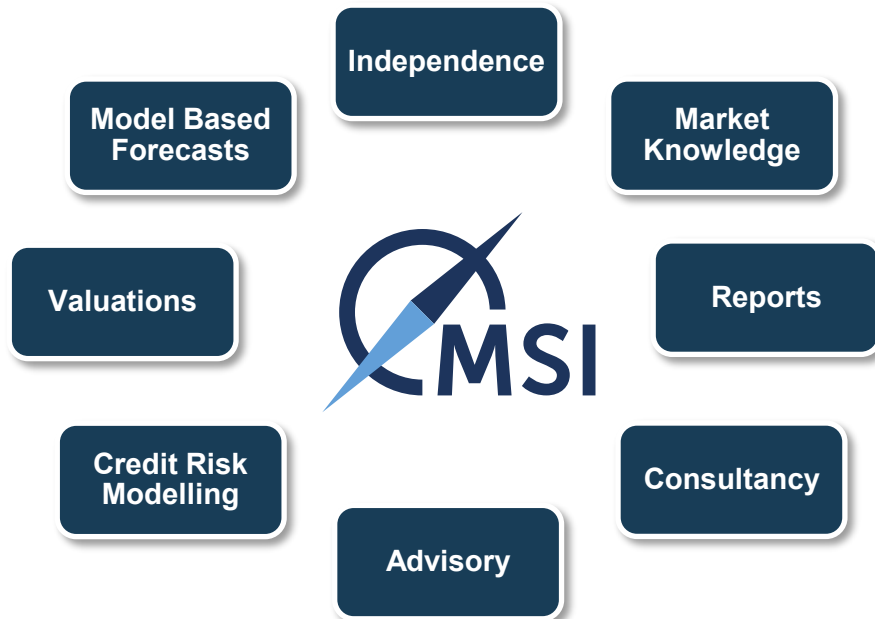 Independence
Model Based
Forecasts
Market
Knowledge
Valuations
Reports
MSI
Credit Risk
Modelling
Consultancy
Advisory